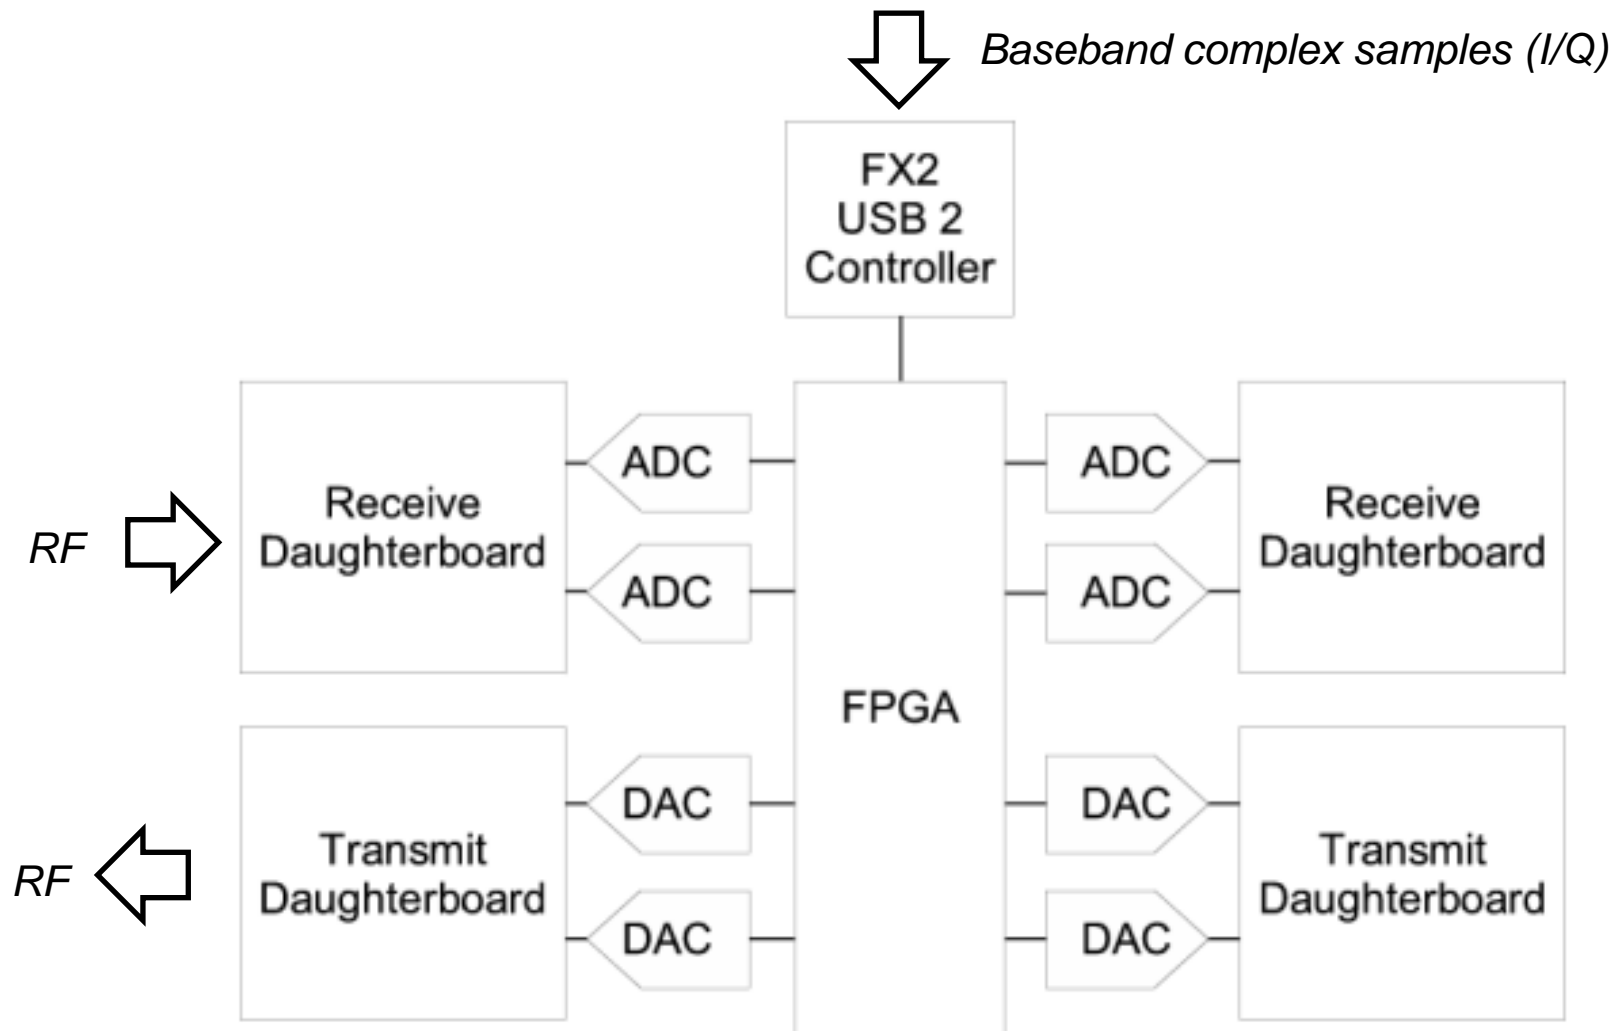 Baseband complex samples (I/Q)
FX2
USB 2
Controller
ADC
ADC
Receive
Daughterboard
Receive
Daughterboard
RF
ADC
ADC
FPGA
DAC
DAC
Transmit
Daughterboard
Transmit
Daughterboard
RF
DAC
DAC